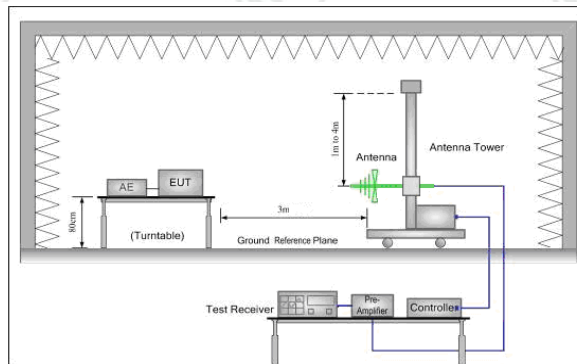 1m to 4m
Antenna Tower
Antenna
AE
EUT
80cm
(Turntable)
3m
Ground Reference Plane
Test Receiver
Pre-
Amplifier
Controller